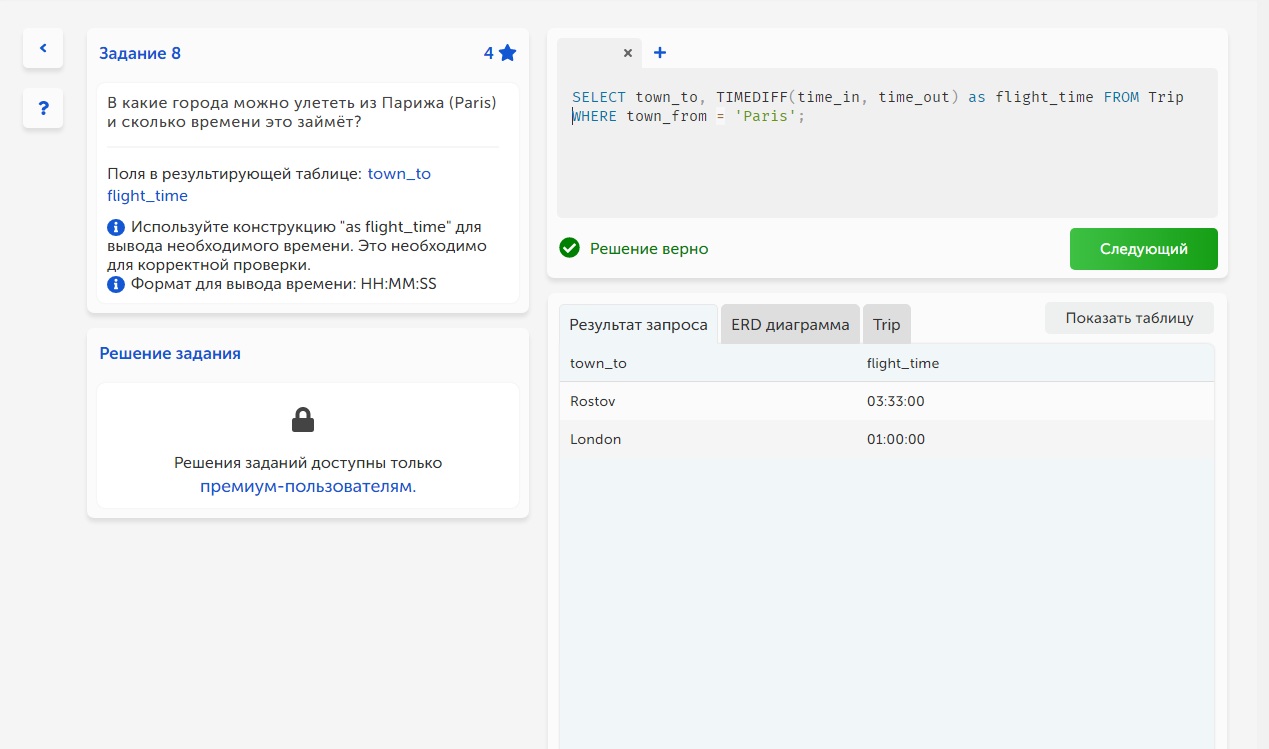 Задание 8
4
В какие города можно улететь из Парижа (Paris)
и сколько времени это займёт?
Поля в результирующей таблице: town_to
flight_time
Используйте конструкцию "as flight_time" для
вывода необходимого времени. Это необходимо
для корректной проверки.
Формат для вывода времени: HH:MM:SS
Решение задания
Решения заданий доступны только
премиум-пользователям.
SELECT town_to, TIMEDIFF(time_in, time_out) as flight_time FROM Trip
WHERE town_from = 'Paris';
Решение верно
Следующий
Результат запроса
ERD диаграмма
Trip
Показать таблицу
town_to flight_time
Rostov 03:33:00
London 01:00:00